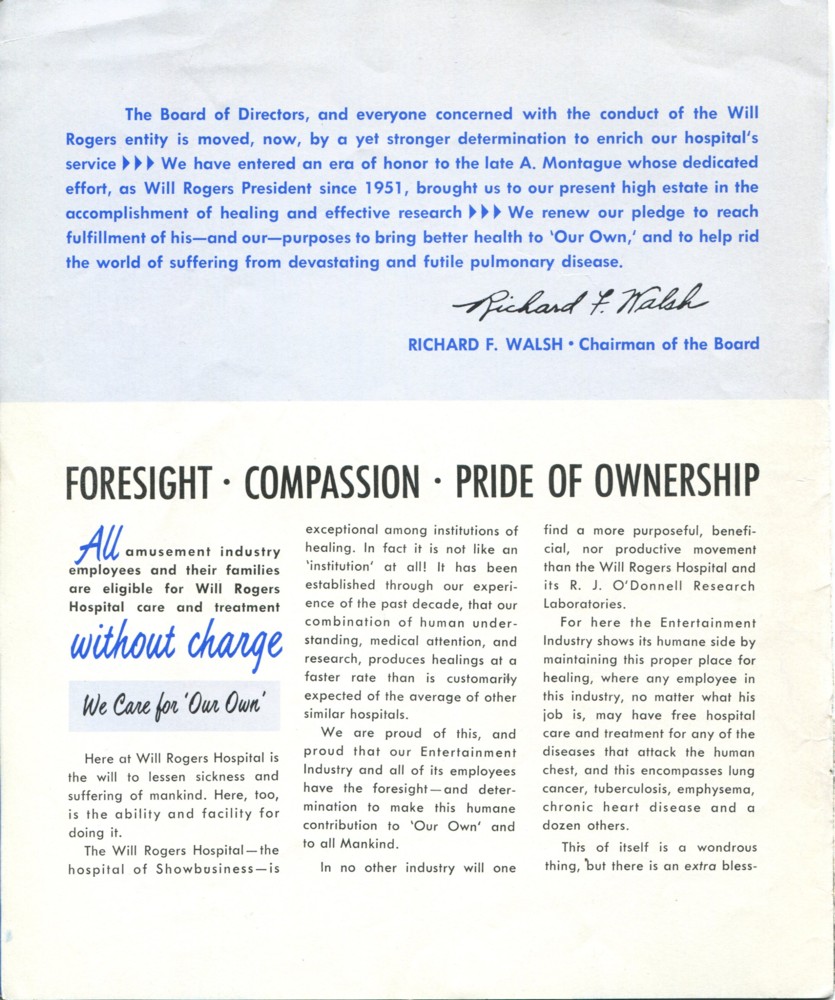 The Board of Directors, and everyone concerned with the conduct of the Will
Rogers entity is moved, now, by a yet stronger determination to enrich our hospital's
service ▶▶▶ We have entered an era of honor to the late A. Montague whose dedicated
effort, as Will Rogers President since 1951, brought us to our present high estate in the
accomplishment of healing and effective research ▶▶▶ We renew our pledge to reach
fulfillment of his—and our—purposes to bring better health to 'Our Own,' and to help rid
the world of suffering from devastating and futile pulmonary disease.
Richard F. Walsh
RICHARD F. WALSH • Chairman of the Board
FORESIGHT · COMPASSION · PRIDE OF OWNERSHIP
All amusement industry
employees and their families
are eligible for Will Rogers
Hospital care and treatment
without charge
We Care for 'Our Own'
Here at Will Rogers Hospital is
the will to lessen sickness and
suffering of mankind. Here, too,
is the ability and facility for
doing it.
The Will Rogers Hospital—the
hospital of Showbusiness—is
exceptional among institutions of
healing. In fact it is not like an
'institution' at all! It has been
established through our experi-
ence of the past decade, that our
combination of human under-
standing, medical attention, and
research, produces healings at a
faster rate than is customarily
expected of the average of other
similar hospitals.
We are proud of this, and
proud that our Entertainment
Industry and all of its employees
have the foresight—and deter-
mination to make this humane
contribution to 'Our Own' and
to all Mankind.
In no other industry will one
find a more purposeful, benefi-
cial, nor productive movement
than the Will Rogers Hospital and
its R. J. O'Donnell Research
Laboratories.
For here the Entertainment
Industry shows its humane side by
maintaining this proper place for
healing, where any employee in
this industry, no matter what his
job is, may have free hospital
care and treatment for any of the
diseases that attack the human
chest, and this encompasses lung
cancer, tuberculosis, emphysema,
chronic heart disease and a
dozen others.
This of itself is a wondrous
thing, but there is an extra bless-